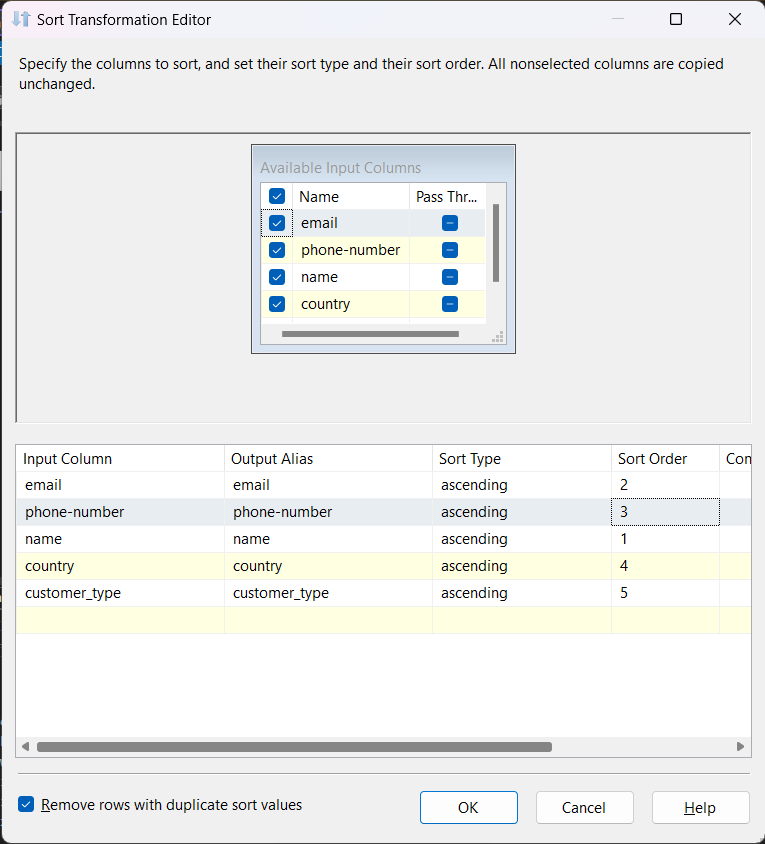 Sort Transformation Editor
Specify the columns to sort, and set their sort type and their sort order. All nonselected columns are copied
unchanged.
Available Input Columns
Name Pass Thr...
email
phone-number
name
country
Input Column Output Alias Sort Type Sort Order Con
email email ascending 2
phone-number phone-number ascending 3
name name ascending 1
country country ascending 4
customer_type customer_type ascending 5
Remove rows with duplicate sort values OK Cancel Help